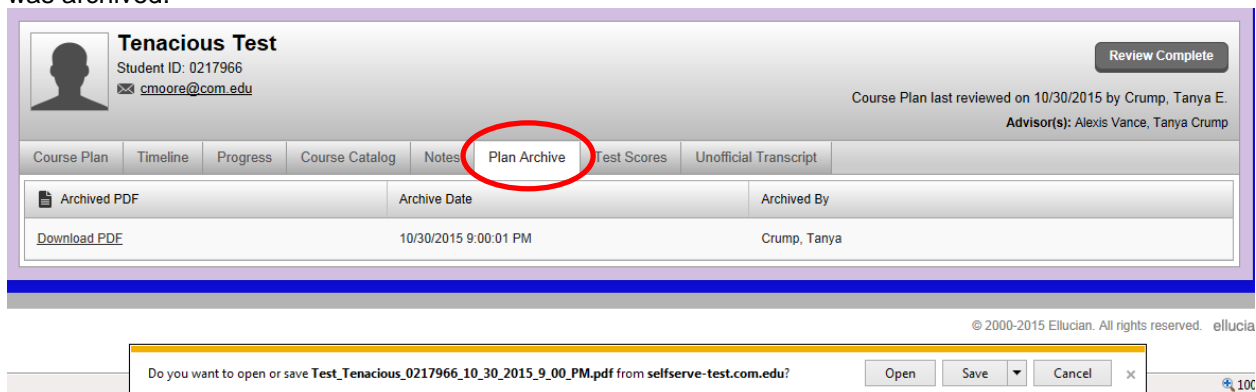 was archived.
Tenacious Test
Student ID: 0217966
cmoore@com.edu
Review Complete
Course Plan last reviewed on 10/30/2015 by Crump, Tanya E.
Advisor(s): Alexis Vance, Tanya Crump
Course Plan Timeline Progress Course Catalog Notes Plan Archive Test Scores Unofficial Transcript
Archived PDF Archive Date Archived By
Download PDF 10/30/2015 9:00:01 PM Crump, Tanya
© 2000-2015 Ellucian. All rights reserved. ellucia
Do you want to open or save Test_Tenacious_0217966_10_30_2015_9_00_PM.pdf from selfserve-test.com.edu? Open Save Cancel